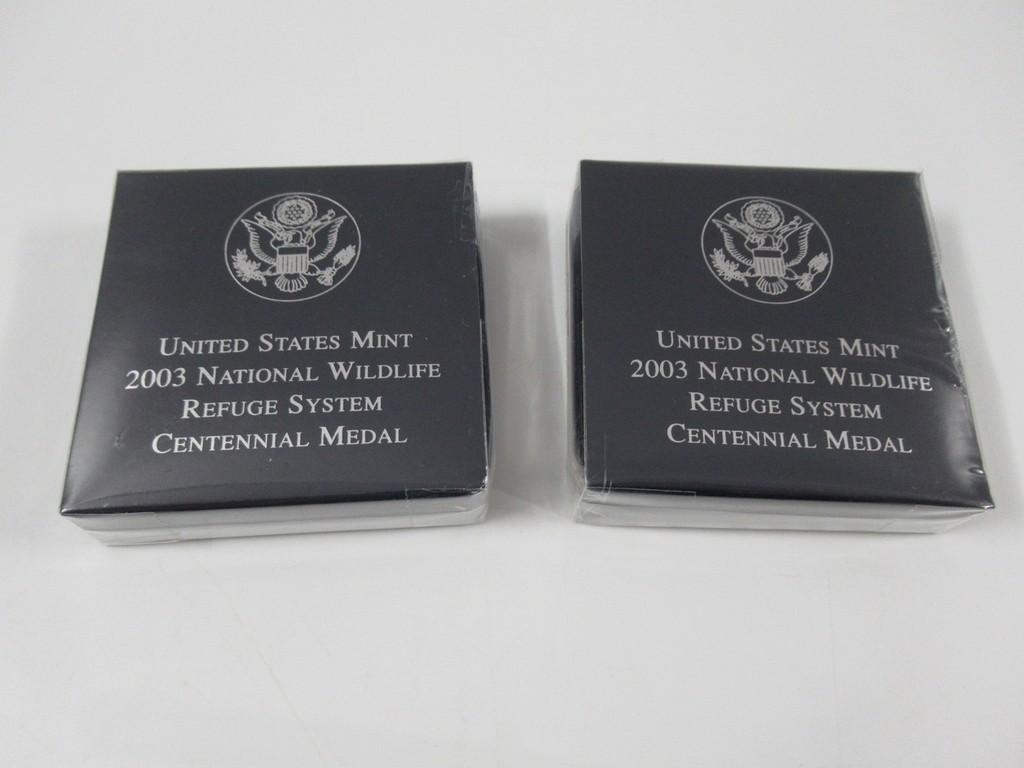 United States Mint
2003 National Wildlife
Refuge System
Centennial Medal
United States Mint
2003 National Wildlife
Refuge System
Centennial Medal